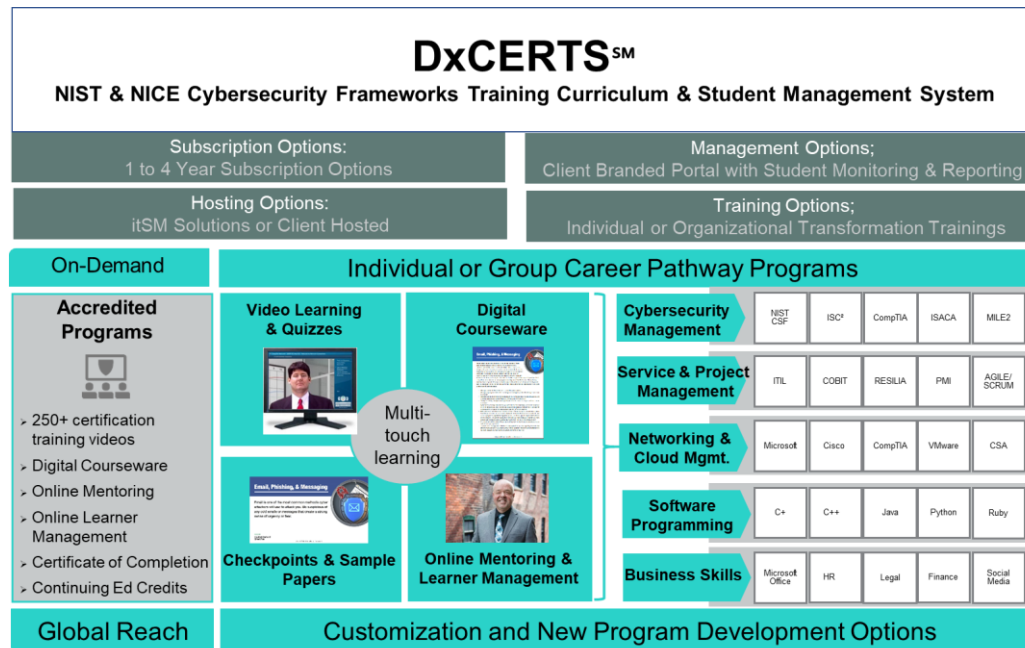 DxCERTS℠
NIST & NICE Cybersecurity Frameworks Training Curriculum & Student Management System
Subscription Options:
1 to 4 Year Subscription Options
Management Options;
Client Branded Portal with Student Monitoring & Reporting
Hosting Options:
itSM Solutions or Client Hosted
Training Options;
Individual or Organizational Transformation Trainings
On-Demand
Individual or Group Career Pathway Programs
Accredited
Programs
➢ 250+ certification
training videos
➢ Digital Courseware
➢ Online Mentoring
➢ Online Learner
Management
➢ Certificate of Completion
➢ Continuing Ed Credits
Video Learning
& Quizzes
Digital
Courseware
Email, Phishing, & Messaging
Multi-
touch
learning
Email, Phishing, & Messaging
Checkpoints & Sample
Papers
Online Mentoring &
Learner Management
Cybersecurity
Management
NIST
CSF
ISC²
CompTIA
ISACA
MILE2
Service & Project
Management
ITIL
COBIT
RESILIA
PMI
AGILE/
SCRUM
Networking &
Cloud Mgmt.
Microsoft
Cisco
CompTIA
VMware
CSA
Software
Programming
C+
C++
Java
Python
Ruby
Business Skills
Microsoft
Office
HR
Legal
Finance
Social
Media
Global Reach
Customization and New Program Development Options